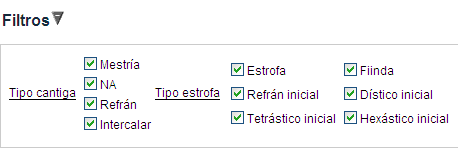 Filtros
Tipo cantiga
Mestría
NA
Refrán
Intercalar
Tipo estrofa
Estrofa
Refrán inicial
Tetrástico inicial
Fiinda
Dístico inicial
Hexástico inicial